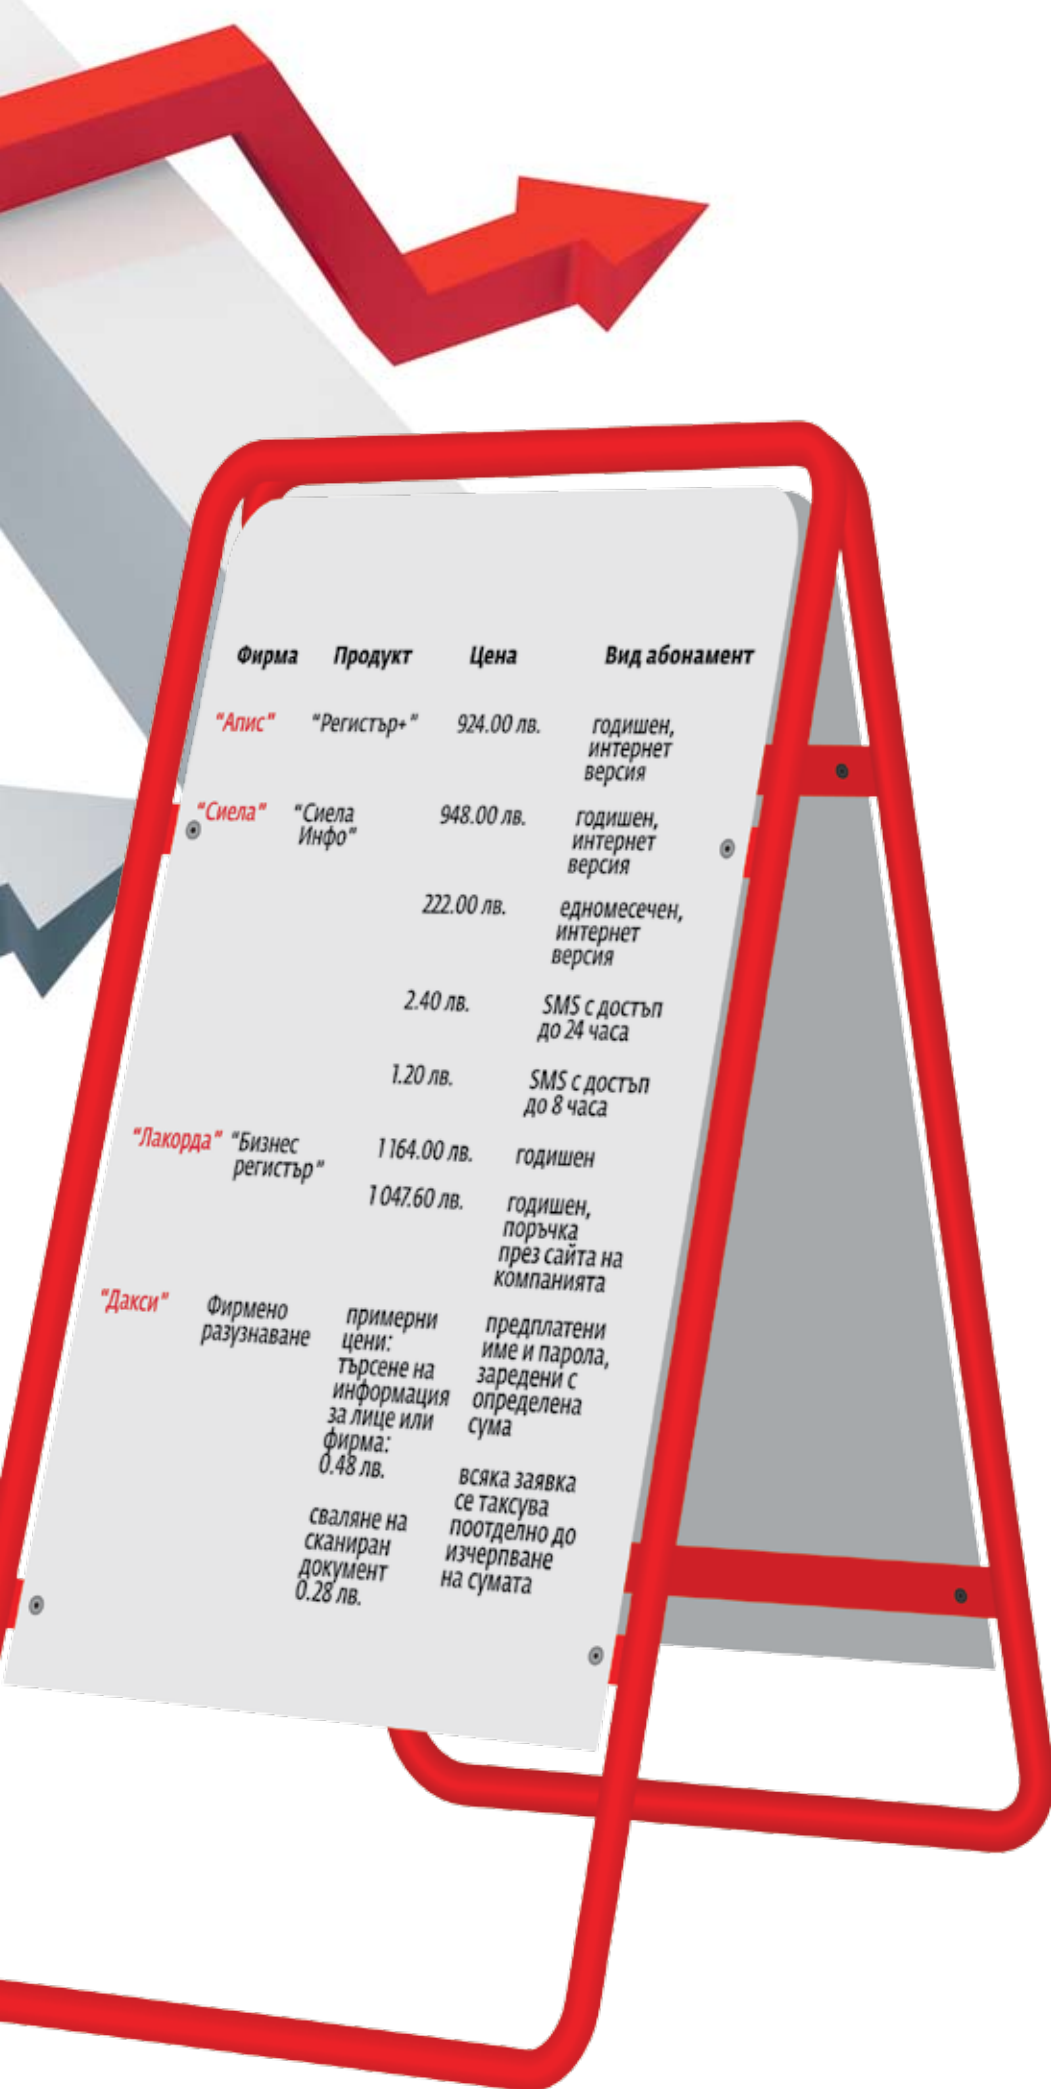 Фирма Продукт Цена Вид абонамент
“Апис” “Регистър+” 924.00 лв. годишен,
интернет
версия
“Сиела” “Сиела 948.00 лв. годишен,
Инфо” интернет
версия
222.00 лв. едномесечен,
интернет
версия
2.40 лв. SMS с достъп
до 24 часа
1.20 лв. SMS с достъп
до 8 часа
“Лакорда” “Бизнес 1 164.00 лв. годишен
регистър”
1 047.60 лв. годишен,
поръчка
през сайта на
компанията
“Дакси” Фирмено примерни предплатени
разузнаване цени: име и парола,
търсене на заредени с
информация определена
за лице или сума
фирма:
0.48 лв. всяка заявка
се таксува
сваляне на поотделно до
сканиран изчерпване
документ на сумата
0.28 лв.